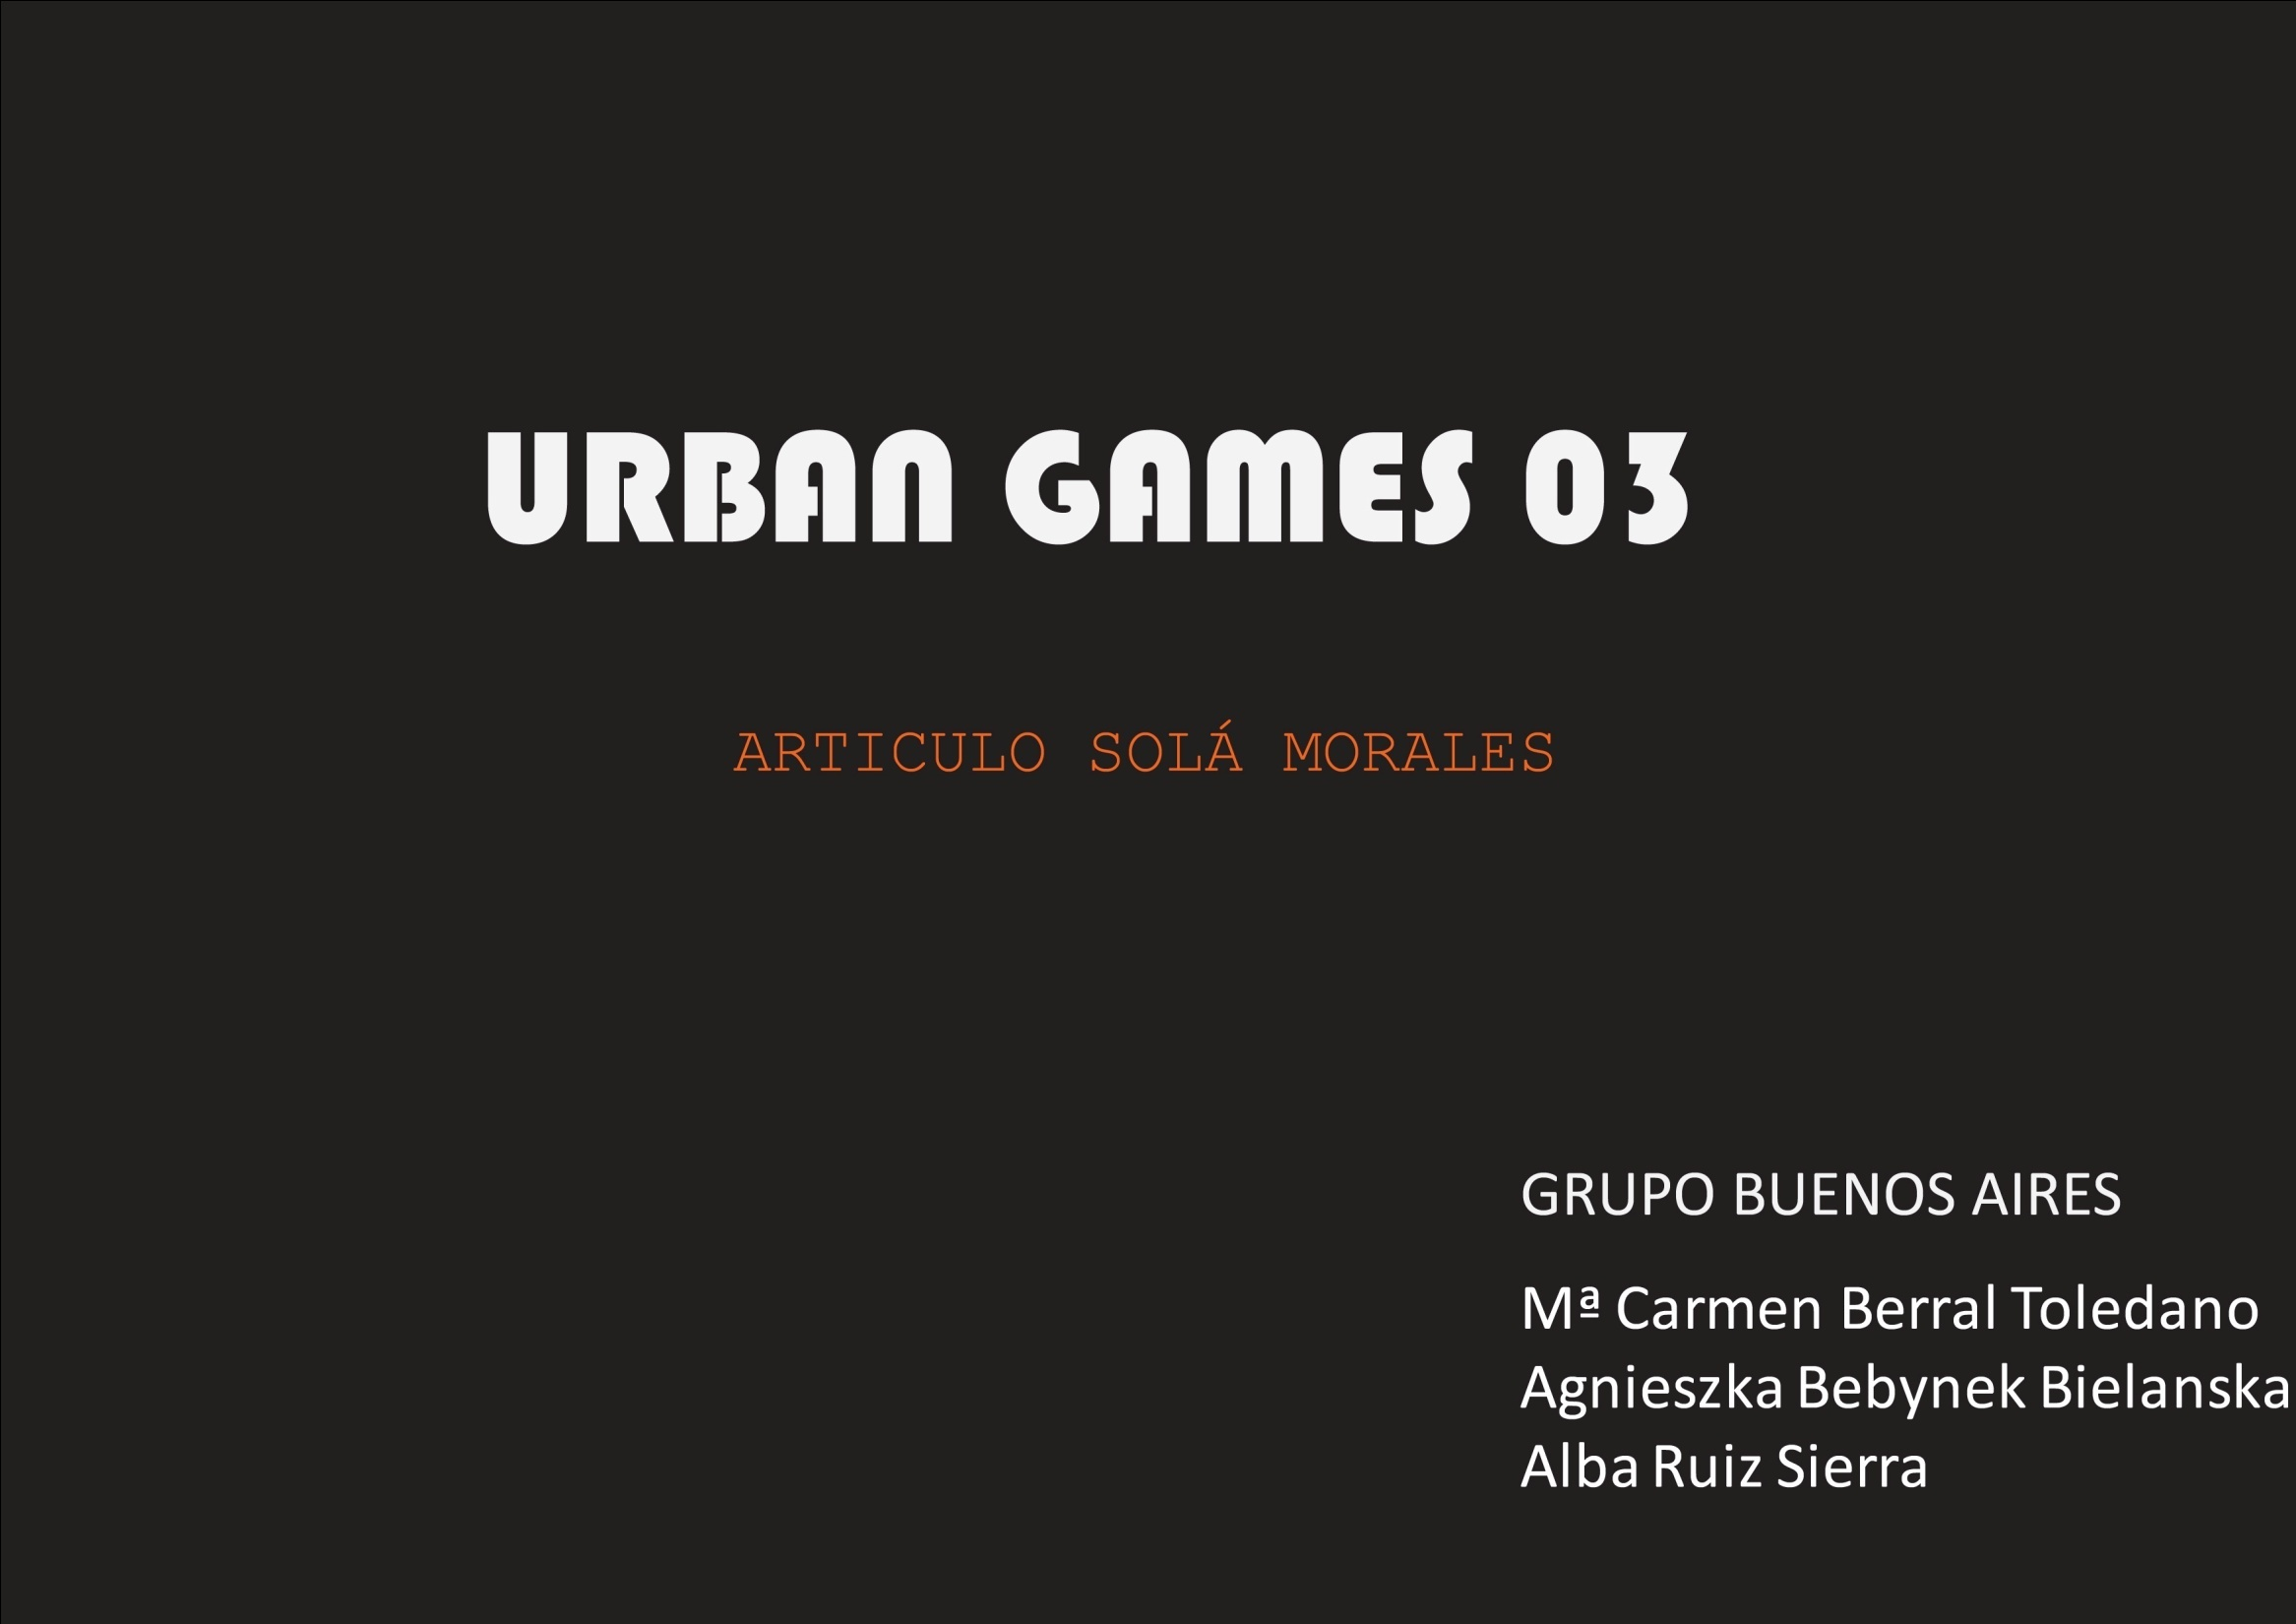 URBAN GAMES 03
ARTICULO SOLÁ MORALES
GRUPO BUENOS AIRES
Mª Carmen Berral Toledano
Agnieszka Bebynek Bielanska
Alba Ruiz Sierra